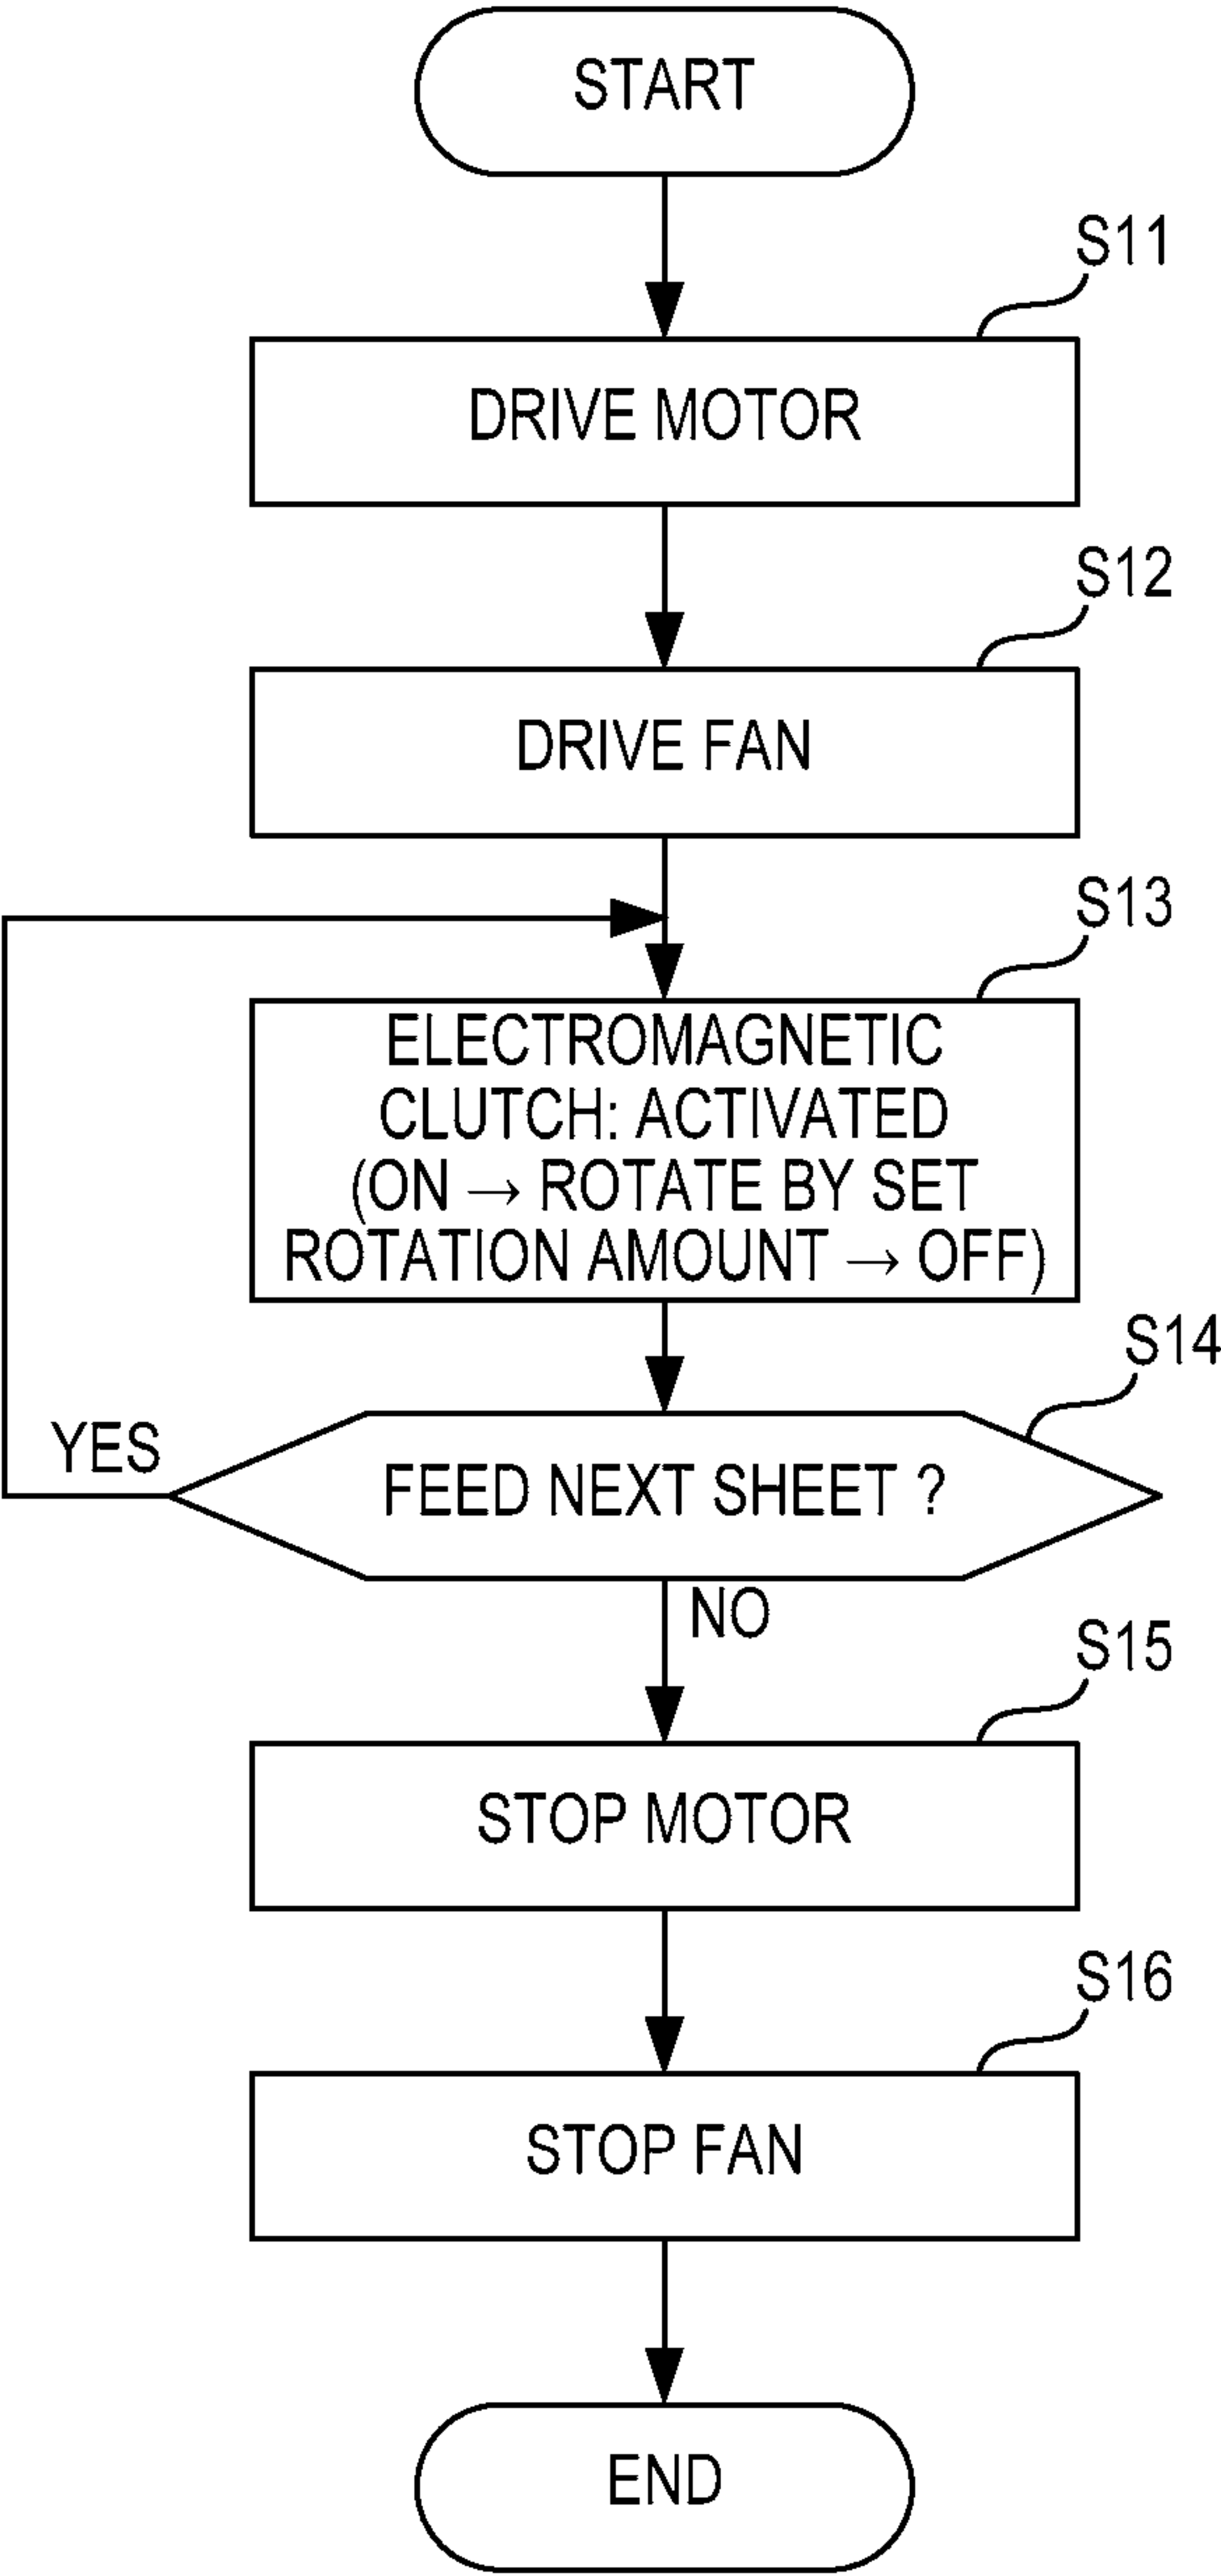 START
S11
DRIVE MOTOR
S12
DRIVE FAN
S13
ELECTROMAGNETIC
CLUTCH: ACTIVATED
(ON → ROTATE BY SET
ROTATION AMOUNT → OFF)
S14
YES
FEED NEXT SHEET ?
NO
S15
STOP MOTOR
S16
STOP FAN
END